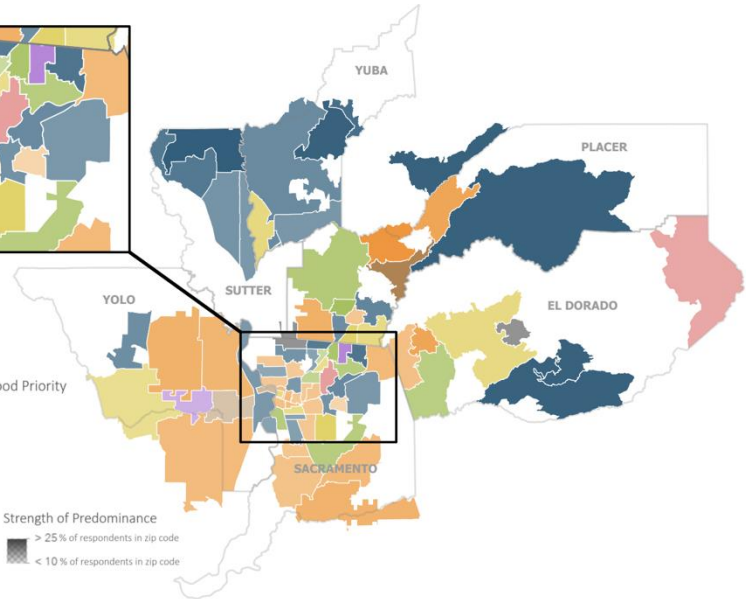 YUBA
PLACER
SUTTER
YOLO
EL DORADO
od Priority
SACRAMENTO
Strength of Predominance
> 25 % of respondents in zip code
< 10 % of respondents in zip code